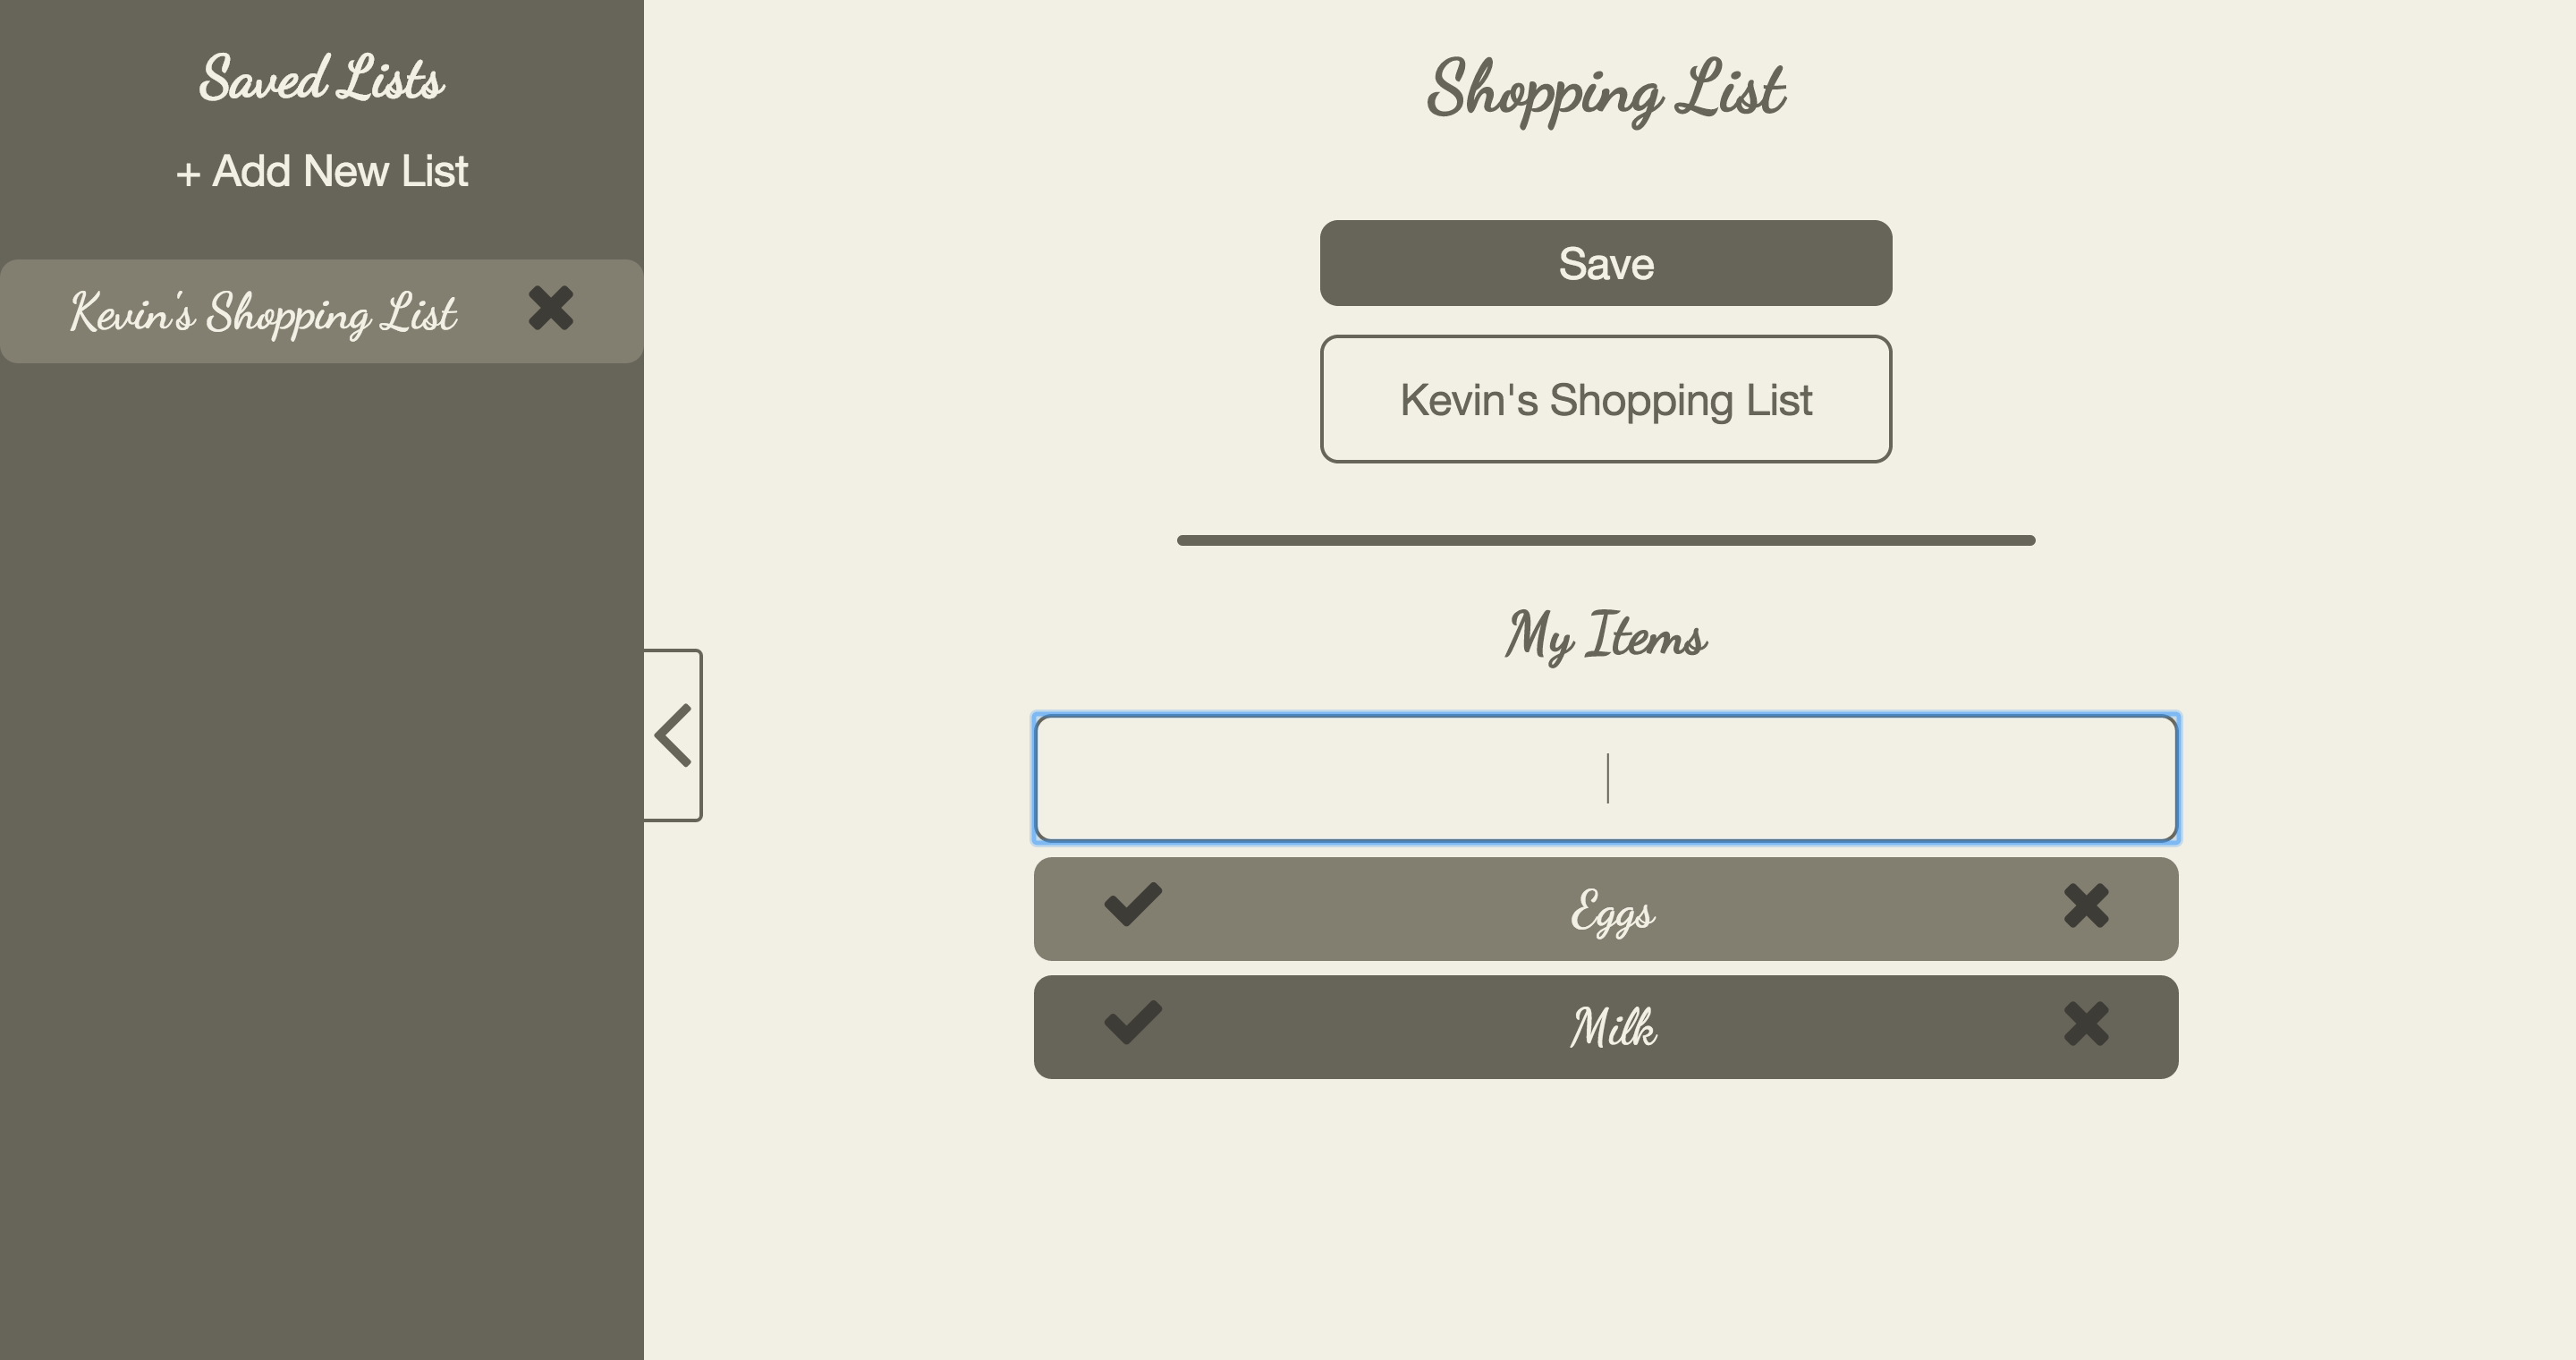 Saved Lists
+ Add New List
Kevin's Shopping List
Shopping List
Save
Kevin's Shopping List
My Items
Eggs
Milk